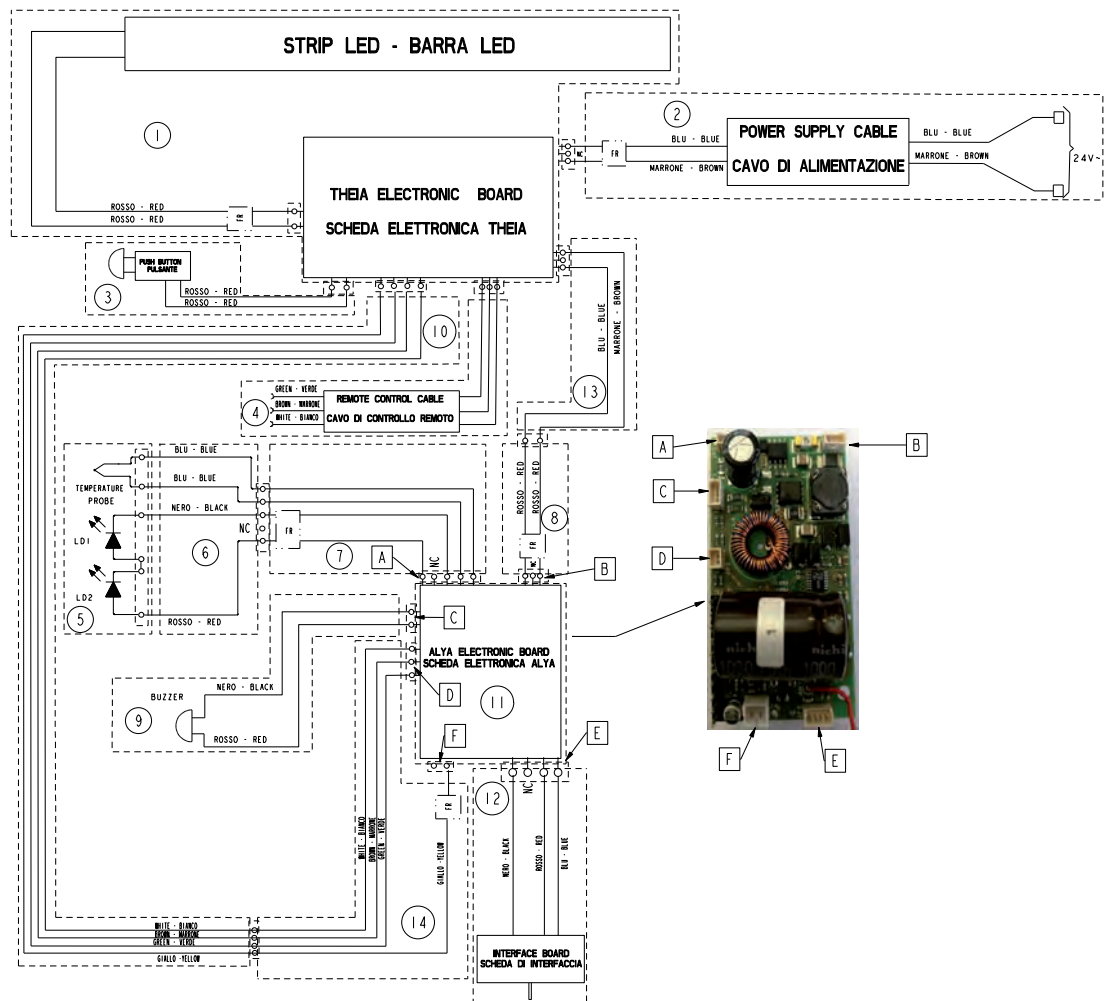 STRIP LED - BARRA LED
1
2
BLU - BLUE
MARRONE - BROWN
NC
FR
POWER SUPPLY CABLE
CAVO DI ALIMENTAZIONE
BLU - BLUE
MARRONE - BROWN
24V~
THEIA ELECTRONIC BOARD
SCHEDA ELETTRONICA THEIA
ROSSO - RED
ROSSO - RED
FR
PUSH BUTTON
PULSANTE
3
ROSSO - RED
ROSSO - RED
10
BLU - BLUE
MARRONE - BROWN
13
GREEN - VERDE
BROWN - MARRONE
WHITE - BIANCO
4
REMOTE CONTROL CABLE
CAVO DI CONTROLLO REMOTO
A
B
C
D
F
E
BLU - BLUE
TEMPERATURE
PROBE
BLU - BLUE
NERO - BLACK
NC
FR
LD1
LD2
5
6
7
ROSSO - RED
ROSSO - RED
ROSSO - RED
8
FR
NC
A
NC
B
C
ALYA ELECTRONIC BOARD
SCHEDA ELETTRONICA ALYA
D
11
NERO - BLACK
BUZZER
9
ROSSO - RED
F
E
FR
12
NC
WHITE - BIANCO
BROWN - MARRONE
GREEN - VERDE
GIALLO - YELLOW
NERO - BLACK
ROSSO - RED
BLU - BLUE
14
WHITE - BIANCO
BROWN - MARRONE
GREEN - VERDE
GIALLO - YELLOW
INTERFACE BOARD
SCHEDA DI INTERFACCIA
1
nichi